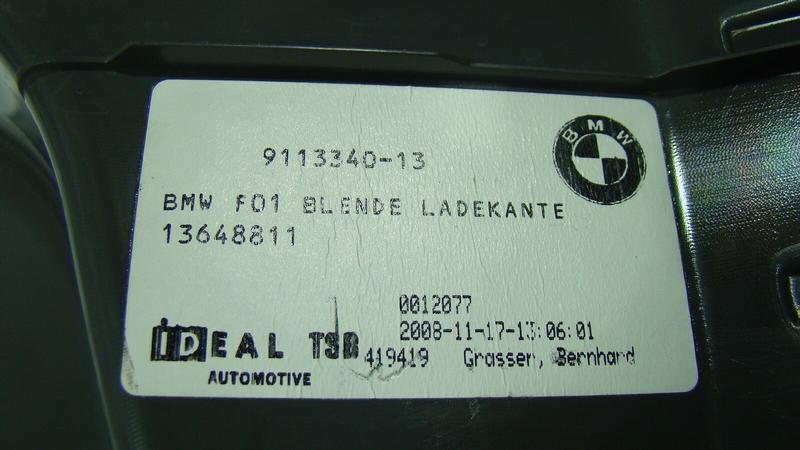 BMW
9113340-13
BMW F01 BLENDE LADEKANTE
13648811
0012077
2008-11-17-13:06:01
iDEAL TSB 419419 Grasser, Bernhard
AUTOMOTIVE